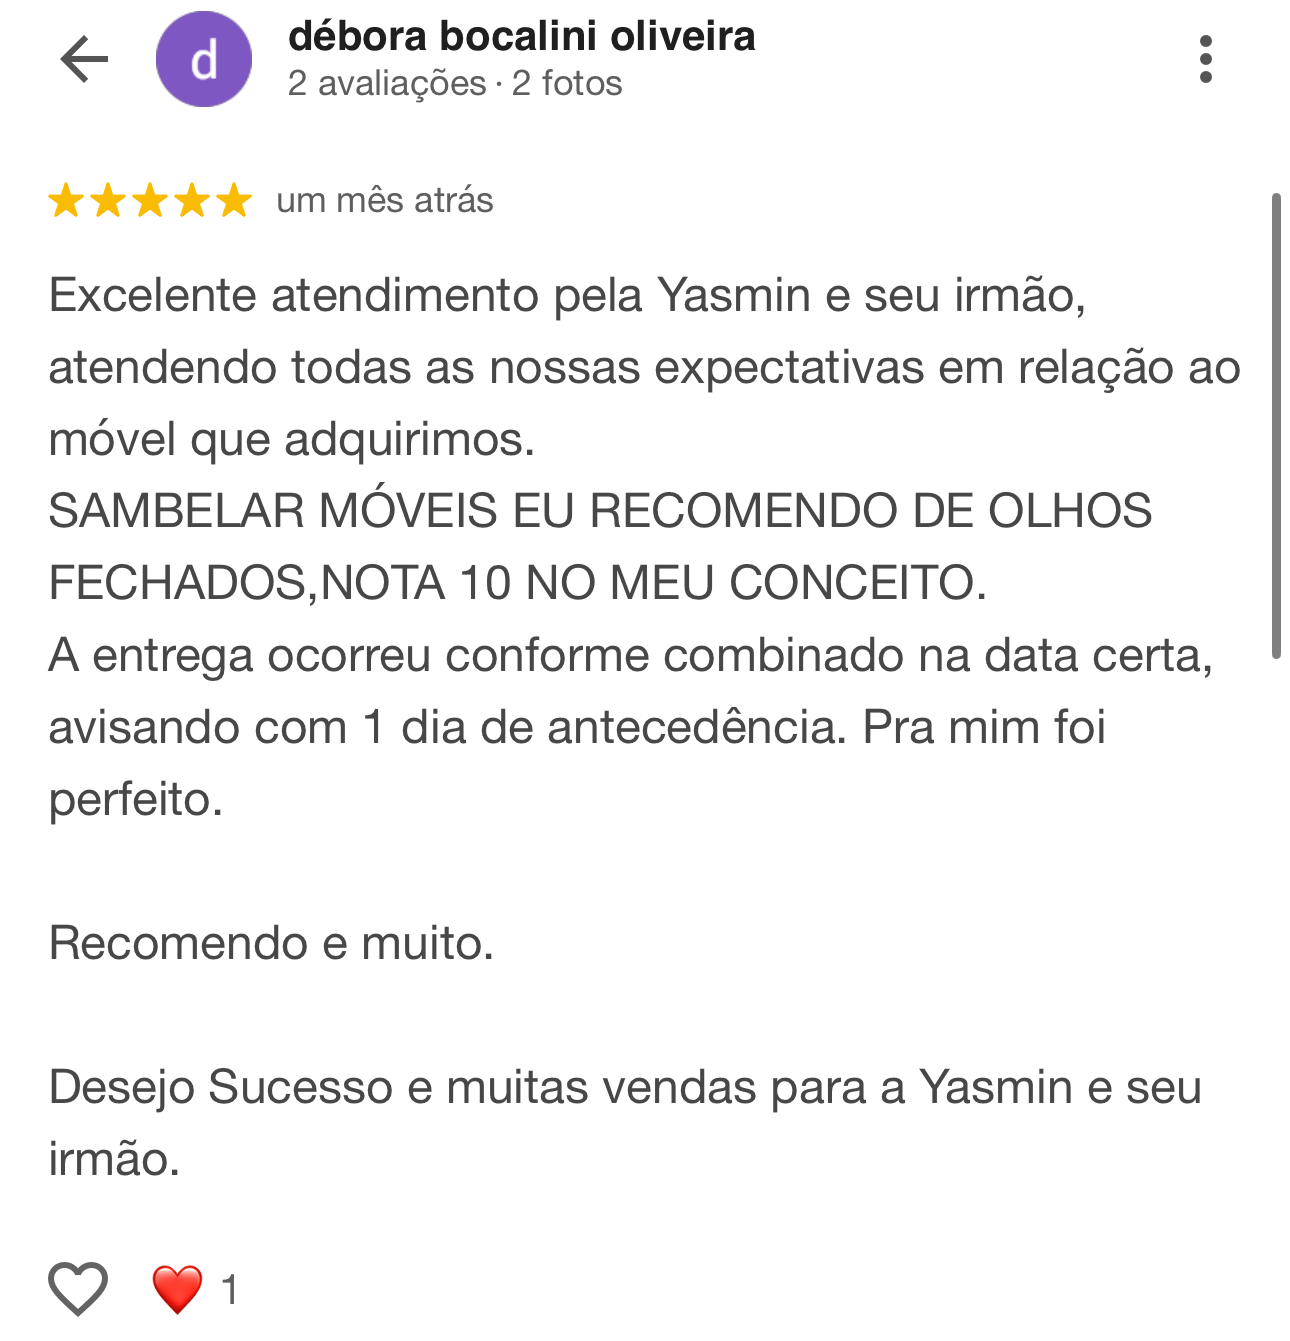 débora bocalini oliveira
2 avaliações · 2 fotos
d
um mês atrás
Excelente atendimento pela Yasmin e seu irmão,
atendendo todas as nossas expectativas em relação ao
móvel que adquirimos.
SAMBELAR MÓVEIS EU RECOMENDO DE OLHOS
FECHADOS,NOTA 10 NO MEU CONCEITO.
A entrega ocorreu conforme combinado na data certa,
avisando com 1 dia de antecedência. Pra mim foi
perfeito.
Recomendo e muito.
Desejo Sucesso e muitas vendas para a Yasmin e seu
irmão.
1